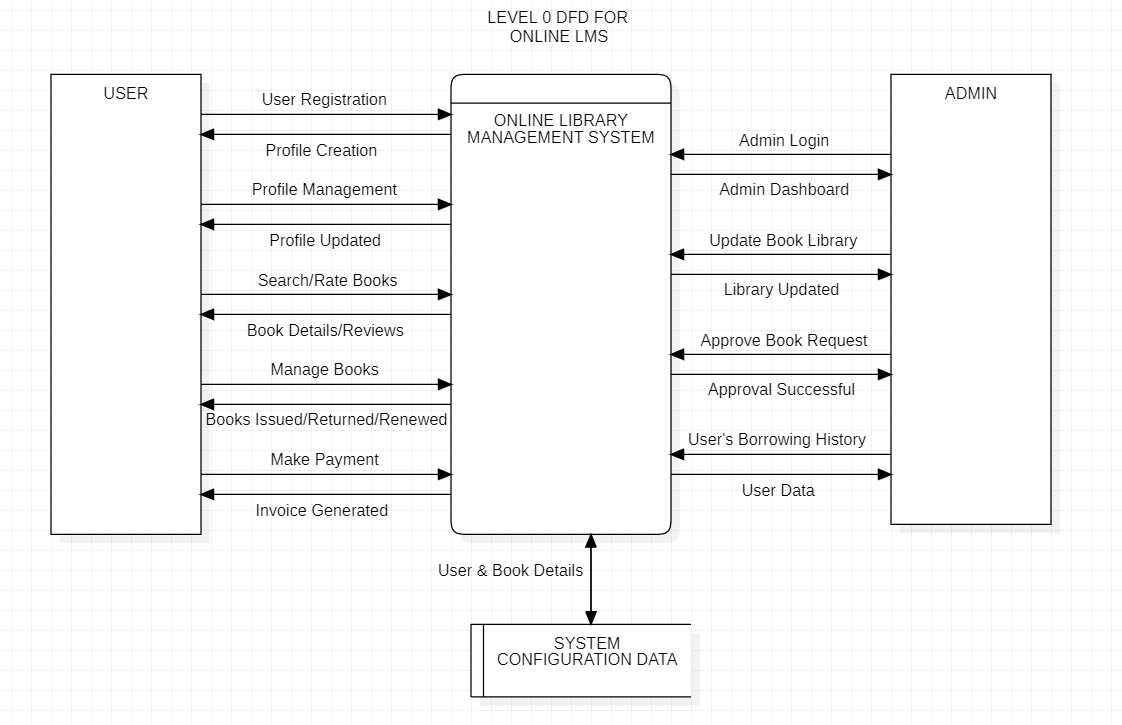 LEVEL 0 DFD FOR
ONLINE LMS
USER
User Registration
Profile Creation
Profile Management
Profile Updated
Search/Rate Books
Book Details/Reviews
Manage Books
Books Issued/Returned/Renewed
Make Payment
Invoice Generated
ONLINE LIBRARY
MANAGEMENT SYSTEM
ADMIN
Admin Login
Admin Dashboard
Update Book Library
Library Updated
Approve Book Request
Approval Successful
User's Borrowing History
User Data
User & Book Details
SYSTEM
CONFIGURATION DATA